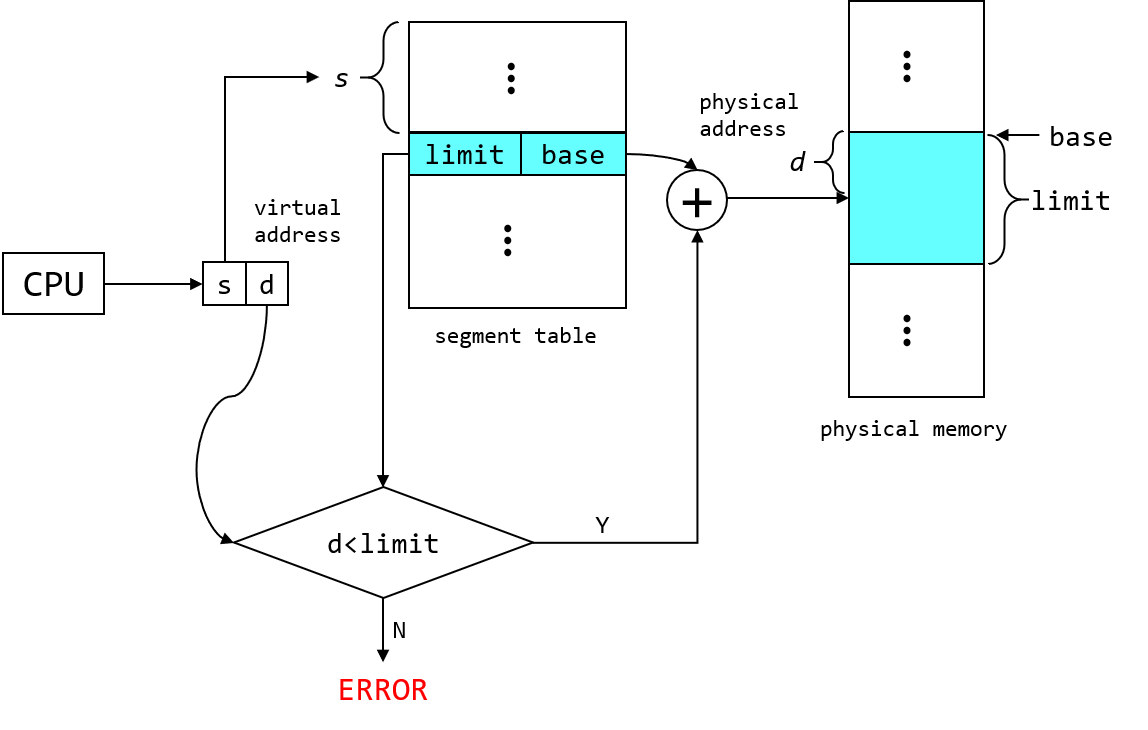 s
limit
base
physical
address
d
base
limit
+
virtual
address
CPU
s
d
segment table
physical memory
d<limit
Y
N
ERROR